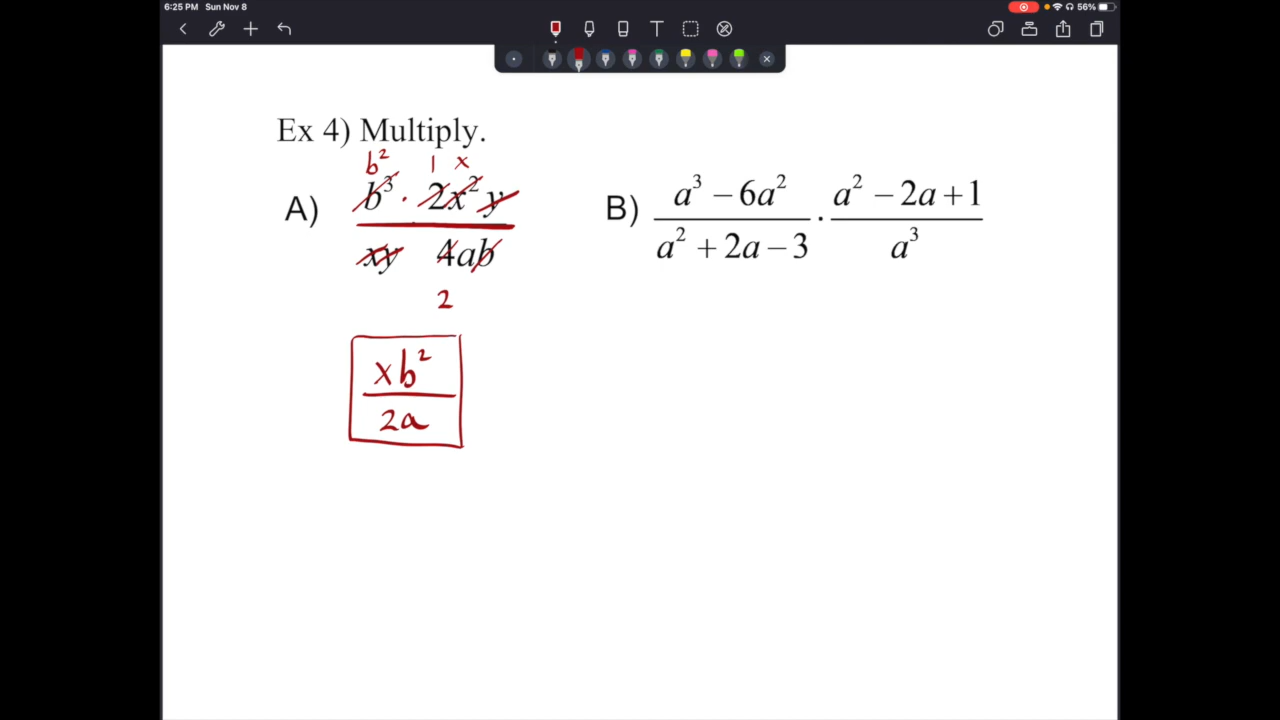 6:25 PM Sun Nov 8 56%
T
Ex 4) Multiply.
b² 1 x
A) b³ · 2x²y
xy 4ab
2
xb²
2a
B) a³ − 6a² · a² − 2a + 1
a² + 2a − 3 a³